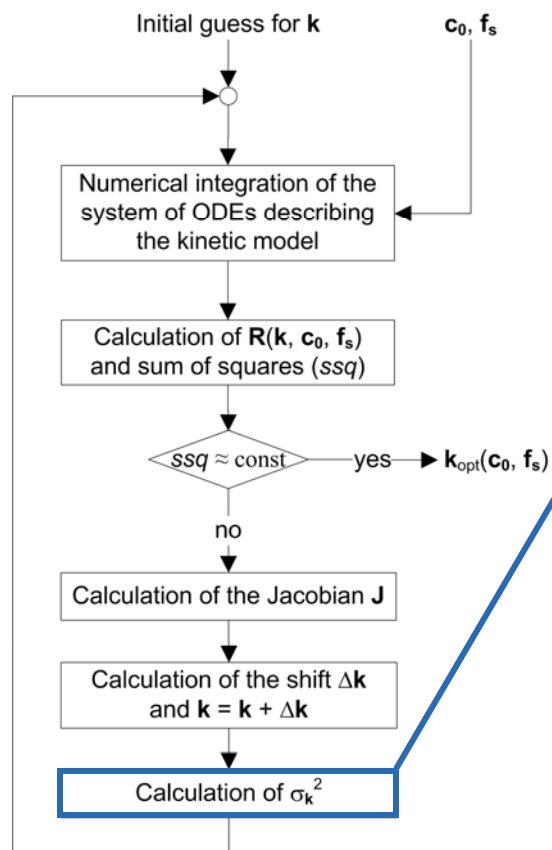 Initial guess for k
c₀, fₛ
Numerical integration of the
system of ODEs describing
the kinetic model
Calculation of R(k, c₀, fₛ)
and sum of squares (ssq)
ssq ≈ const
yes
k_opt(c₀, fₛ)
no
Calculation of the Jacobian J
Calculation of the shift Δk
and k = k + Δk
Calculation of σₖ²